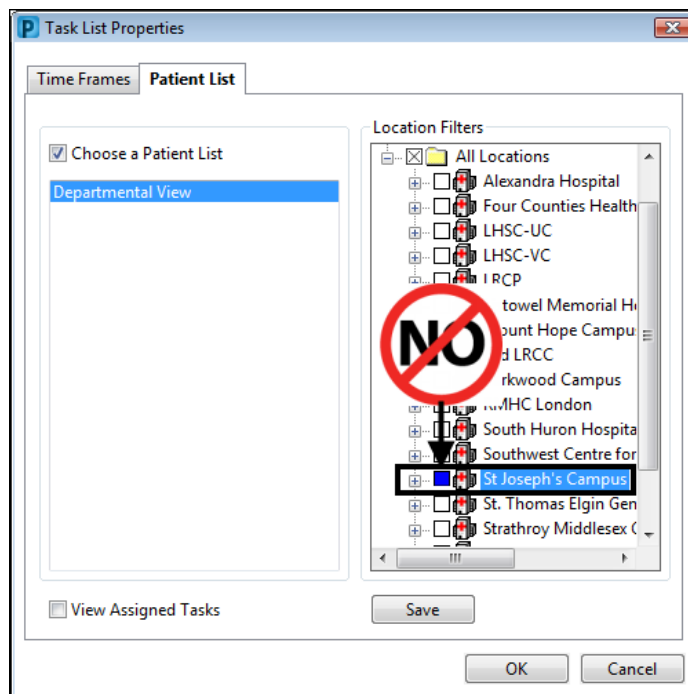 Task List Properties
Time Frames
Patient List
Choose a Patient List
Departmental View
Location Filters
All Locations
Alexandra Hospital
Four Counties Health
LHSC-UC
LHSC-VC
LRCP
towel Memorial H
ount Hope Campu
d LRCC
rkwood Campus
RMHC London
South Huron Hospita
Southwest Centre for
St Joseph's Campus
St. Thomas Elgin Gen
Strathroy Middlesex
NO
View Assigned Tasks
Save
OK
Cancel